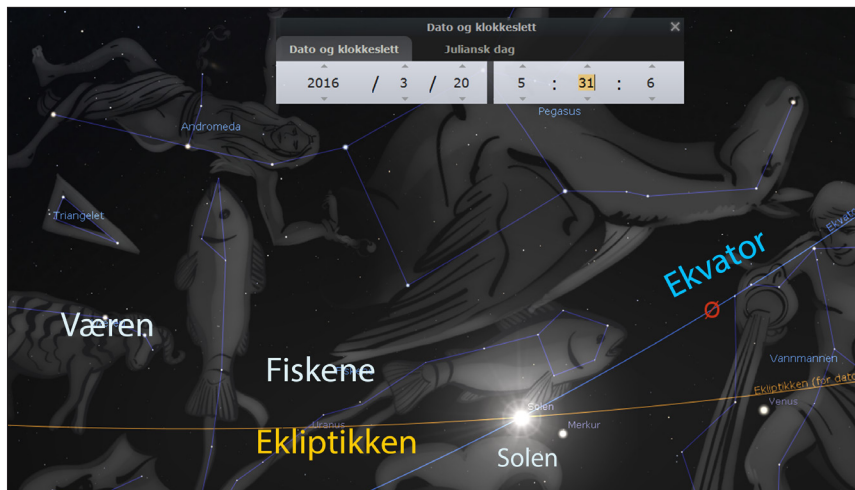 Dato og klokkeslett
Dato og klokkeslett Juliansk dag
2016 / 3 / 20 5 : 31 : 6
Pegasus
Andromeda
Triangelet
Ekvator
Ø
Væren
Fiskene
Vannmannen
Ekliptikken (for dato
Venus
Solen
Uranus
Merkur
Ekliptikken
Solen